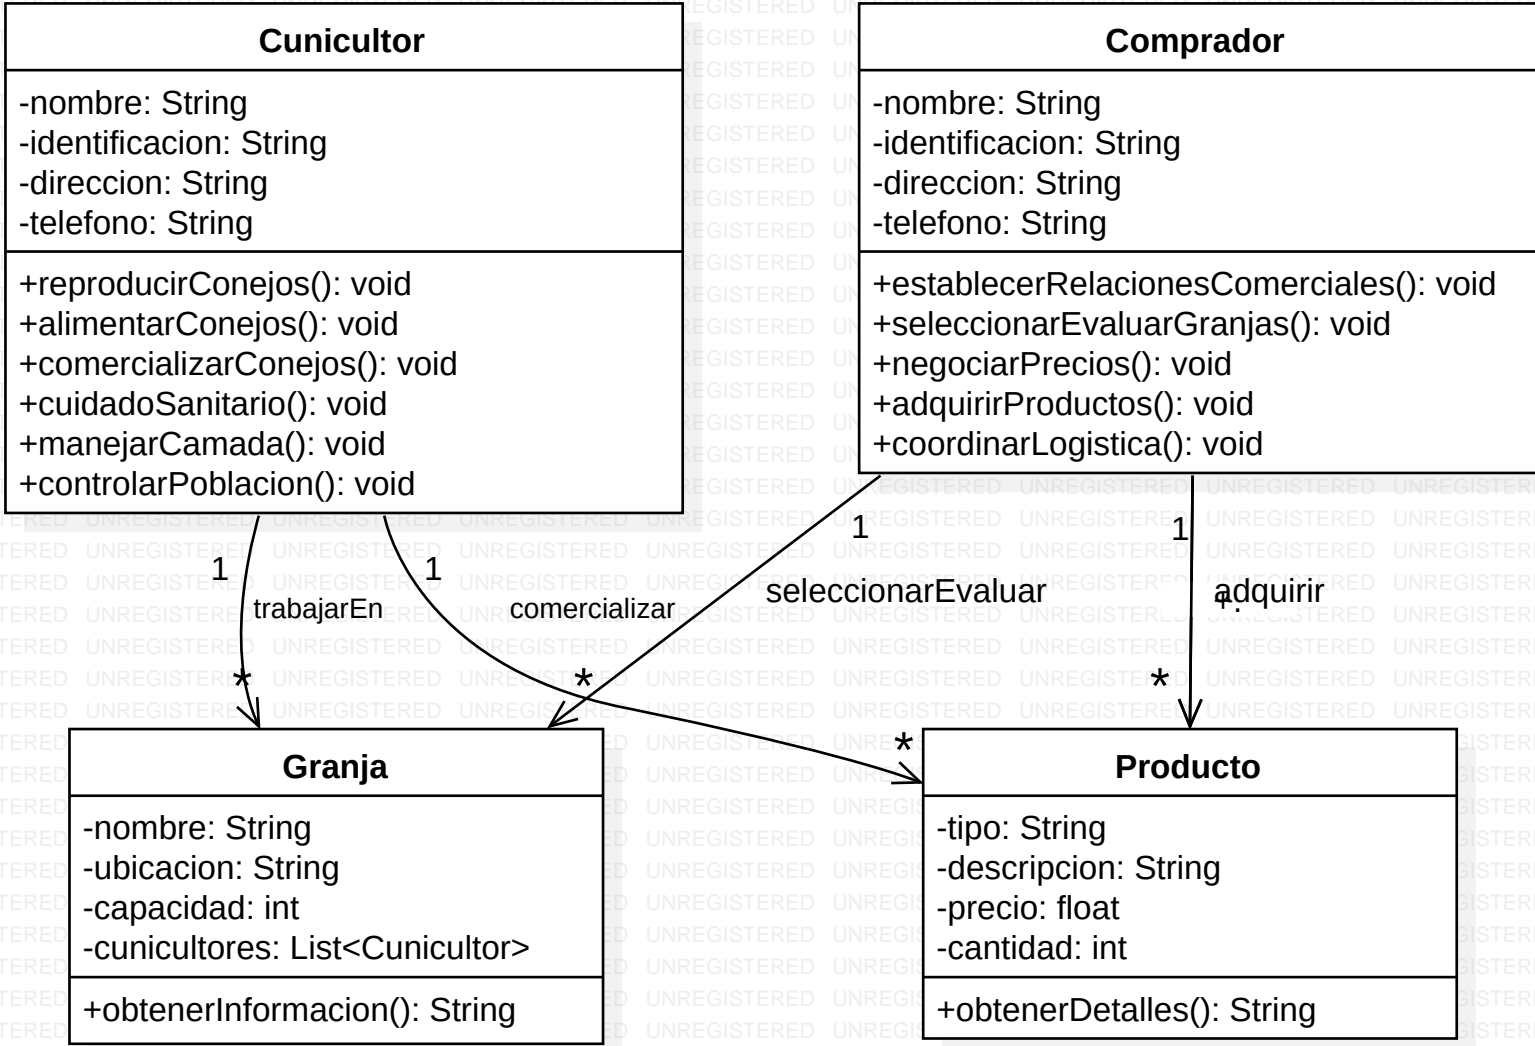 Cunicultor
-nombre: String
-identificacion: String
-direccion: String
-telefono: String
+reproducirConejos(): void
+alimentarConejos(): void
+comercializarConejos(): void
+cuidadoSanitario(): void
+manejarCamada(): void
+controlarPoblacion(): void
Comprador
-nombre: String
-identificacion: String
-direccion: String
-telefono: String
+establecerRelacionesComerciales(): void
+seleccionarEvaluarGranjas(): void
+negociarPrecios(): void
+adquirirProductos(): void
+coordinarLogistica(): void
1
trabajarEn
*
1
comercializar
*
1
seleccionarEvaluar
*
1
adquirir
*
Granja
-nombre: String
-ubicacion: String
-capacidad: int
-cunicultores: List<Cunicultor>
+obtenerInformacion(): String
Producto
-tipo: String
-descripcion: String
-precio: float
-cantidad: int
+obtenerDetalles(): String
UNREGISTERED